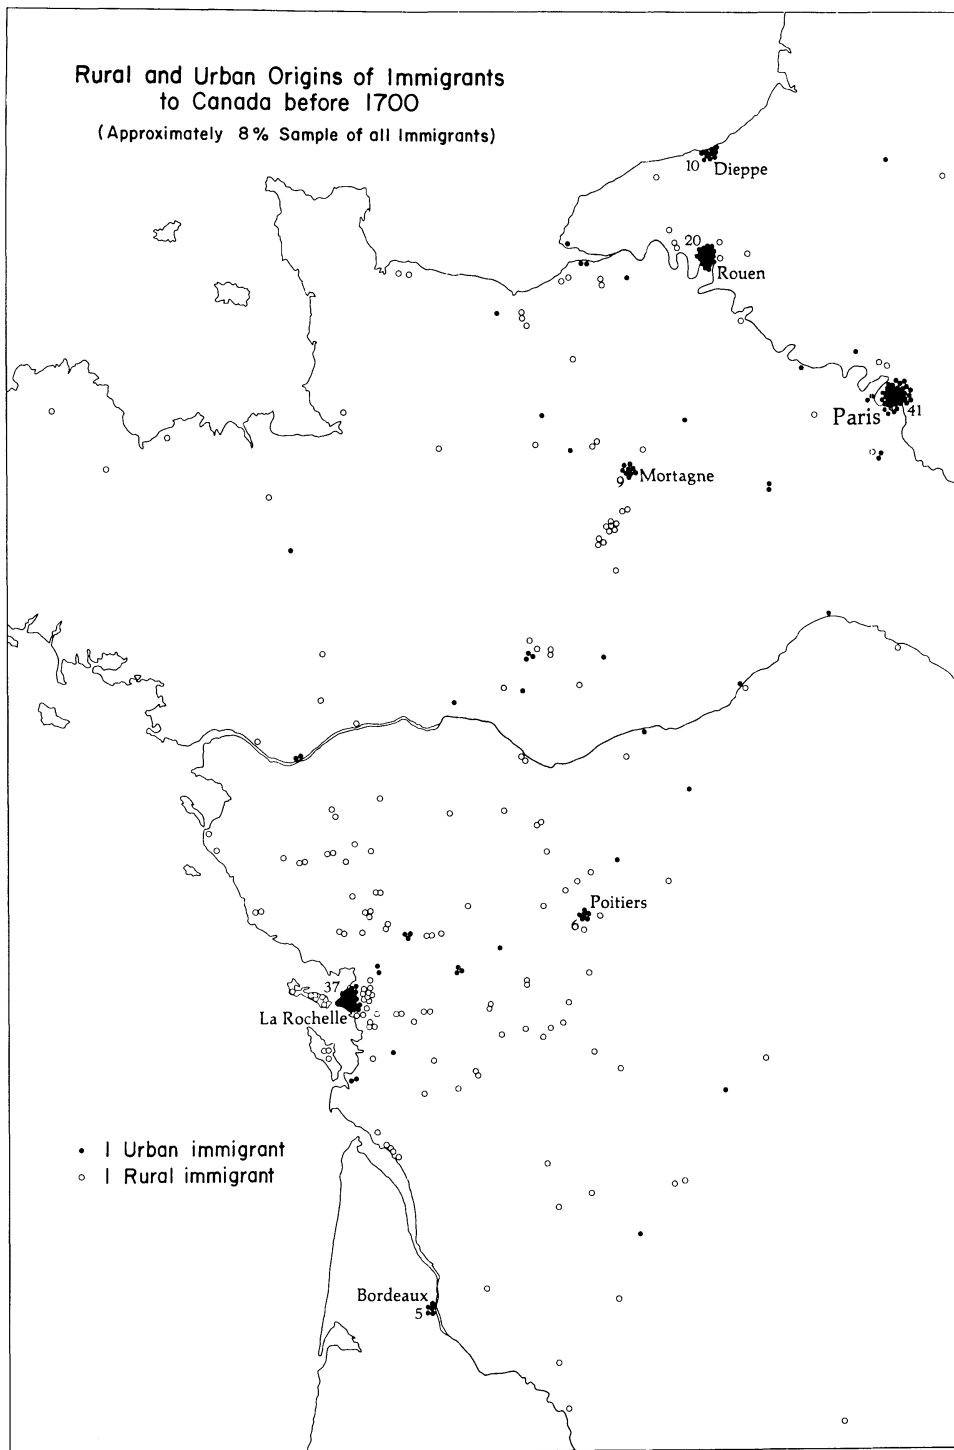 Rural and Urban Origins of Immigrants
to Canada before 1700
(Approximately 8% Sample of all Immigrants)
10 Dieppe
20
Rouen
Paris 41
9 Mortagne
Poitiers
6
37
La Rochelle
• 1 Urban immigrant
○ 1 Rural immigrant
Bordeaux
5